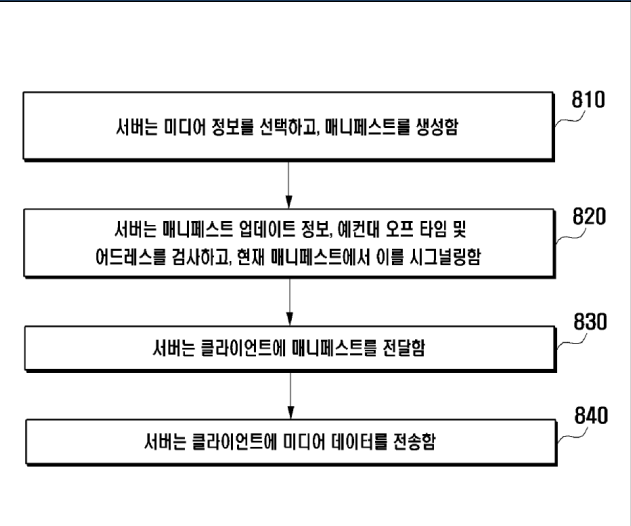 810
서버는 미디어 정보를 선택하고, 매니페스트를 생성함
820
서버는 매니페스트 업데이트 정보, 예컨대 오프 타임 및
어드레스를 검사하고, 현재 매니페스트에서 이를 시그널링함
830
서버는 클라이언트에 매니페스트를 전달함
840
서버는 클라이언트에 미디어 데이터를 전송함